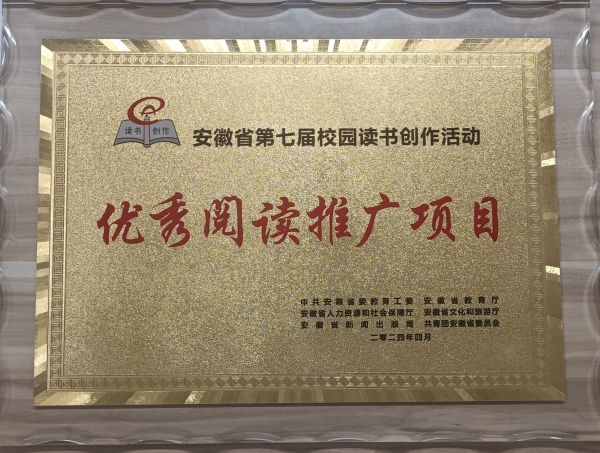 读书 创作
安徽省第七届校园读书创作活动
优秀阅读推广项目
中共安徽省委教育工委 安徽省教育厅
安徽省人力资源和社会保障厅 安徽省文化和旅游厅
安徽省新闻出版局 共青团安徽省委员会
二〇二四年四月